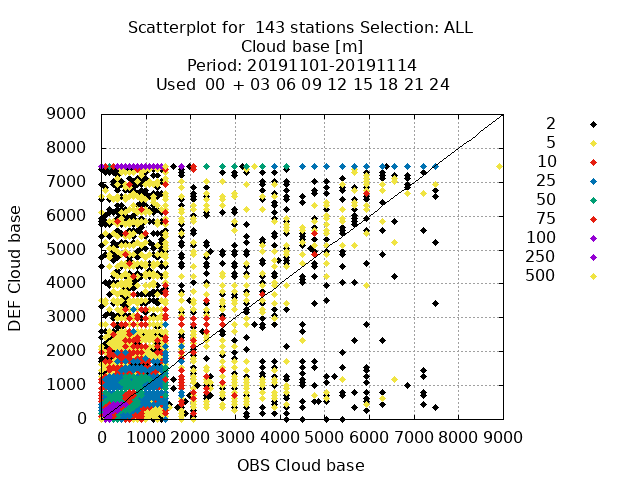 Scatterplot for  143 stations Selection: ALL
Cloud base [m]
Period: 20191101-20191114
Used  00 + 03 06 09 12 15 18 21 24
9000
8000
7000
6000
5000
4000
3000
2000
1000
0
DEF Cloud base
0 1000 2000 3000 4000 5000 6000 7000 8000 9000
OBS Cloud base
2
5
10
25
50
75
100
250
500